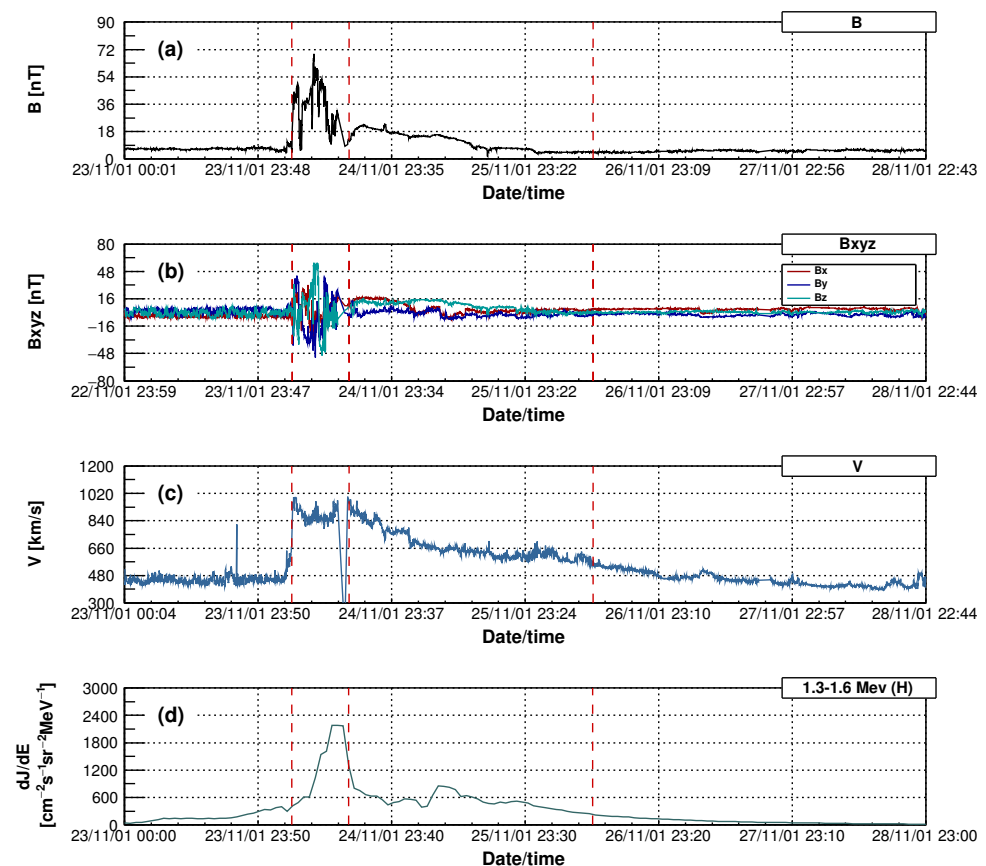 B
(a)
B [nT]
90
72
54
36
18
0
23/11/01 00:01 23/11/01 23:48 24/11/01 23:35 25/11/01 23:22 26/11/01 23:09 27/11/01 22:56 28/11/01 22:43
Date/time
Bxyz
(b)
Bx
By
Bz
Bxyz [nT]
80
48
16
−16
−48
−80
22/11/01 23:59 23/11/01 23:47 24/11/01 23:34 25/11/01 23:22 26/11/01 23:09 27/11/01 22:57 28/11/01 22:44
Date/time
V
(c)
V [km/s]
1200
1020
840
660
480
300
23/11/01 00:04 23/11/01 23:50 24/11/01 23:37 25/11/01 23:24 26/11/01 23:10 27/11/01 22:57 28/11/01 22:44
Date/time
1.3-1.6 Mev (H)
(d)
dJ/dE
[cm⁻²s⁻¹sr⁻²MeV⁻¹]
3000
2400
1800
1200
600
0
23/11/01 00:00 23/11/01 23:50 24/11/01 23:40 25/11/01 23:30 26/11/01 23:20 27/11/01 23:10 28/11/01 23:00
Date/time